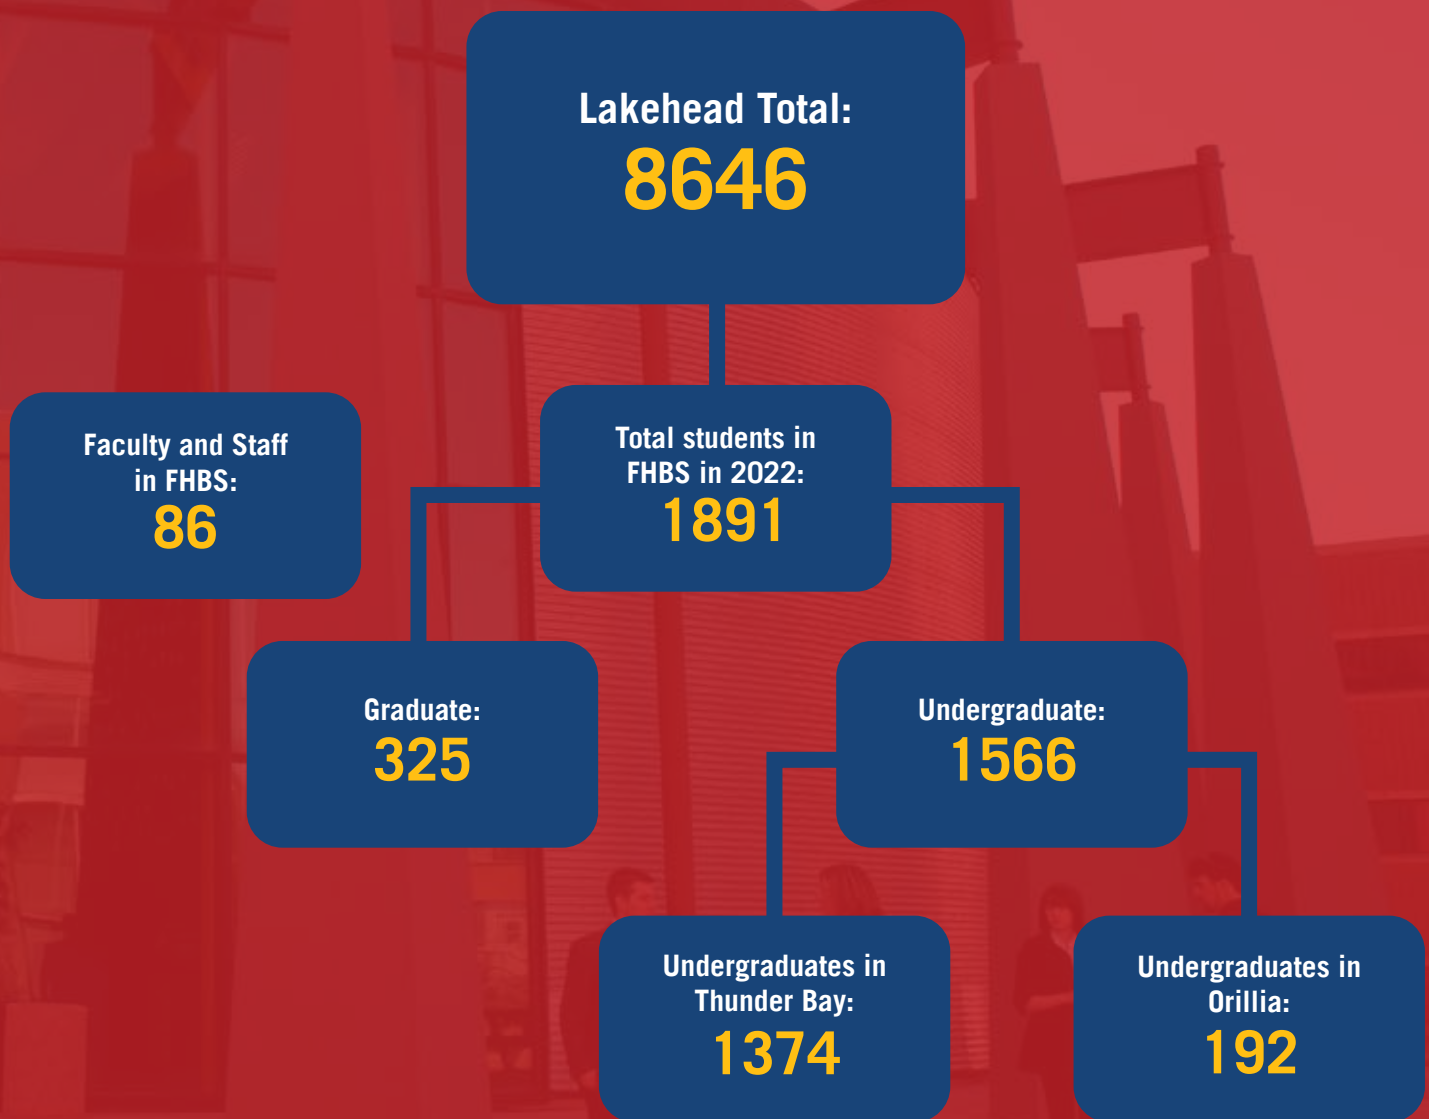 Lakehead Total:
8646
Faculty and Staff
in FHBS:
86
Total students in
FHBS in 2022:
1891
Graduate:
325
Undergraduate:
1566
Undergraduates in
Thunder Bay:
1374
Undergraduates in
Orillia:
192